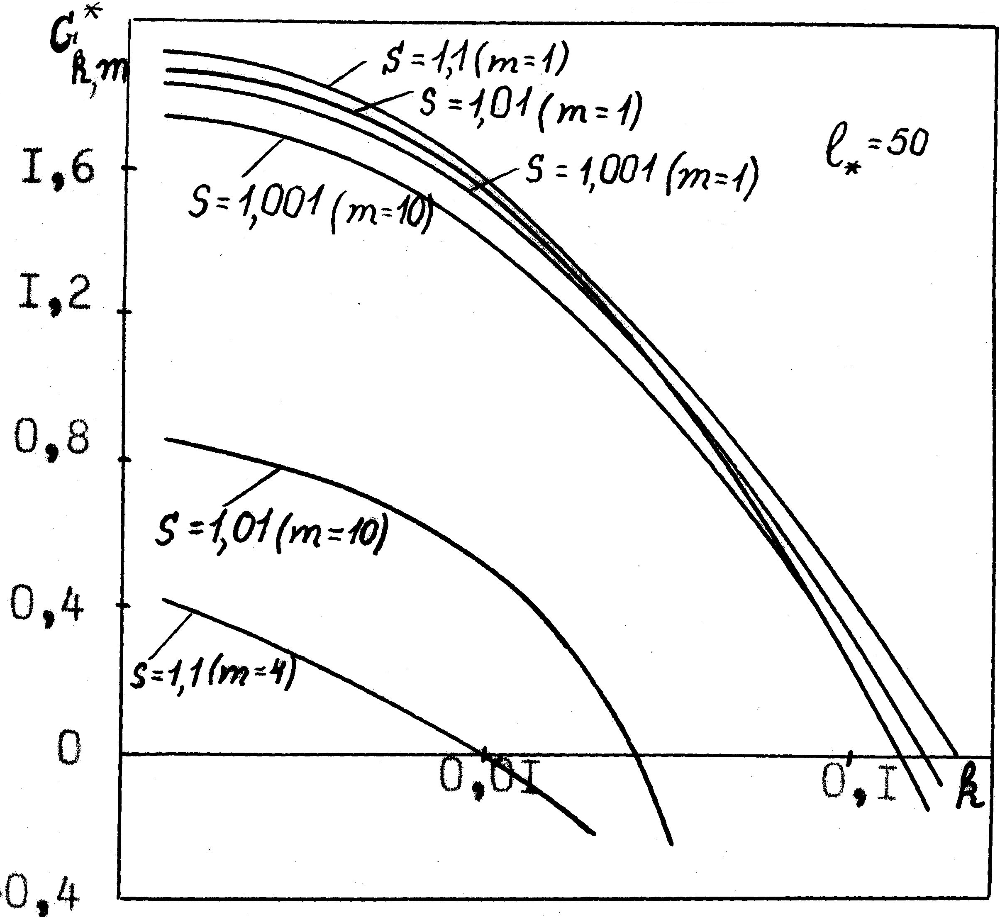 G*
k,m
S = 1,1 (m=1)
S = 1,01 (m = 1)
ℓ* = 50
I,6
S = 1,001 (m=1)
S = 1,001 (m=10)
I,2
0,8
S = 1,01 (m=10)
0,4
S=1,1 (m=4)
0
0,0I
0,I
k
0,4